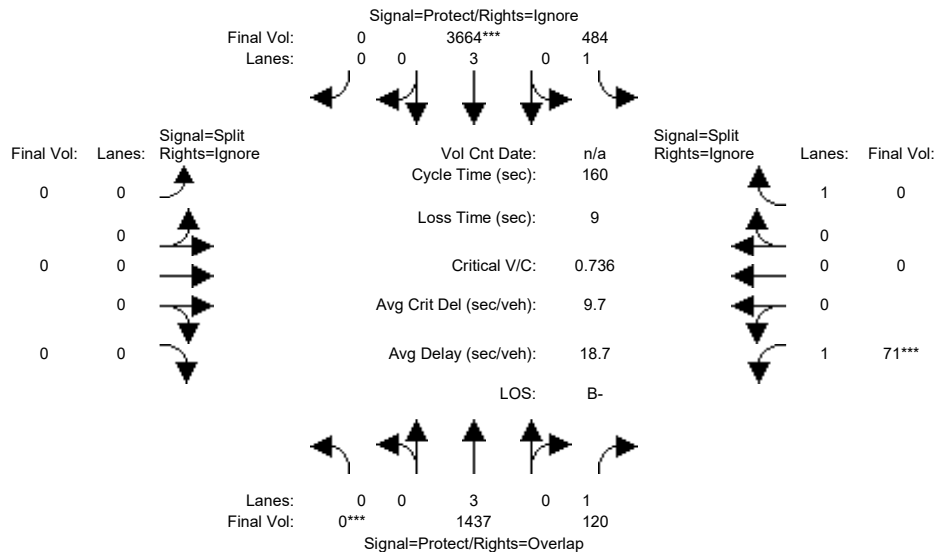 Signal=Protect/Rights=Ignore
Final Vol: 0 3664*** 484
Lanes: 0 0 3 0 1
Signal=Split
Final Vol: Lanes: Rights=Ignore
Vol Cnt Date: n/a
Signal=Split
Rights=Ignore Lanes: Final Vol:
Cycle Time (sec): 160
0 0
1 0
Loss Time (sec): 9
0
0
0 0
Critical V/C: 0.736
0 0
0
Avg Crit Del (sec/veh): 9.7
0
0 0
Avg Delay (sec/veh): 18.7
1 71***
LOS: B-
Lanes: 0 0 3 0 1
Final Vol: 0*** 1437 120
Signal=Protect/Rights=Overlap